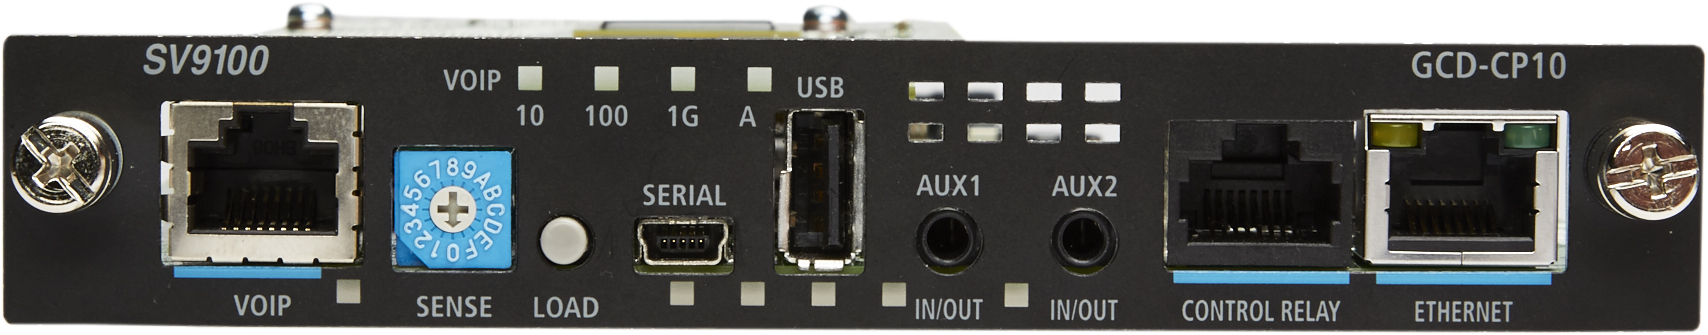 SV9100
VOIP
10 100 1G A
USB
GCD-CP10
SERIAL
AUX1
AUX2
0123456789ABCDEF
VOIP
SENSE
LOAD
IN/OUT
IN/OUT
CONTROL RELAY
ETHERNET